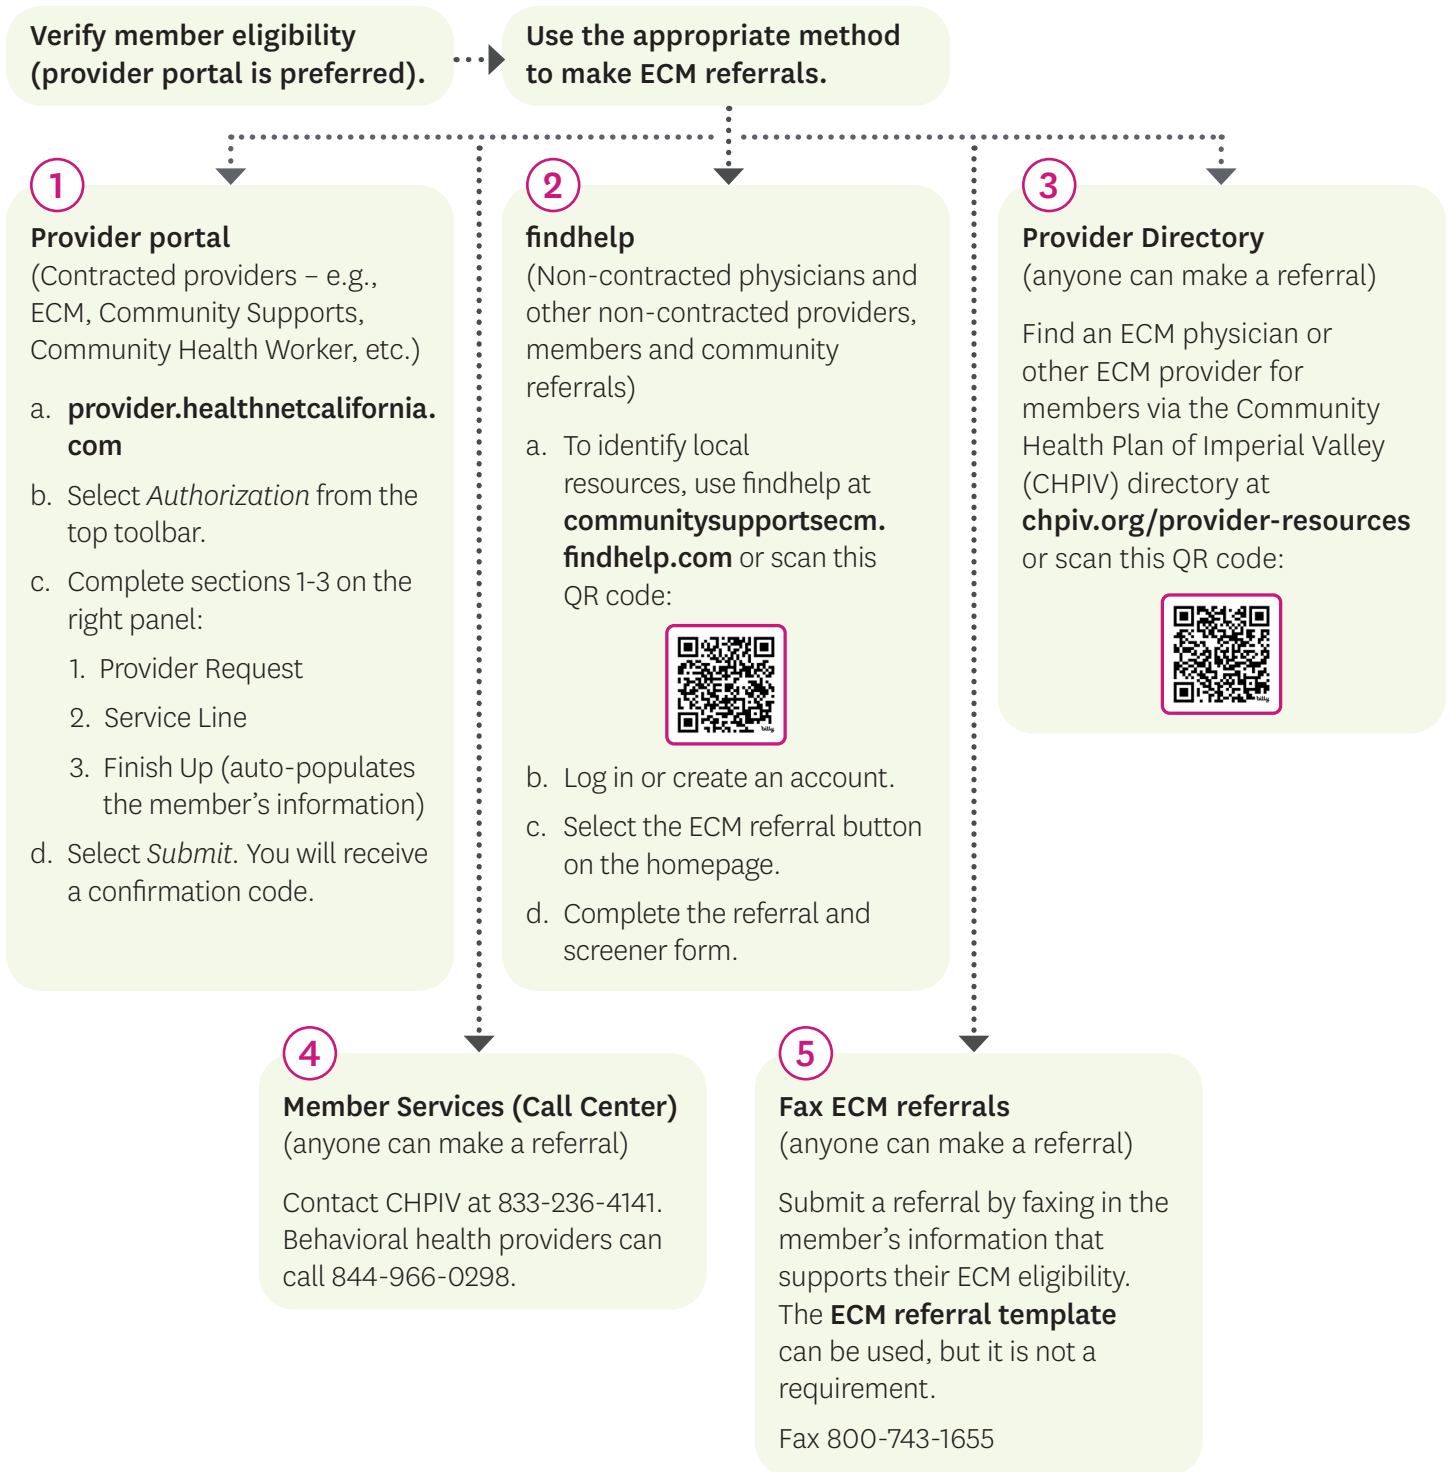 Verify member eligibility
(provider portal is preferred).
Use the appropriate method
to make ECM referrals.
1
Provider portal
(Contracted providers – e.g.,
ECM, Community Supports,
Community Health Worker, etc.)
a. provider.healthnetcalifornia.
com
b. Select Authorization from the
top toolbar.
c. Complete sections 1-3 on the
right panel:
1. Provider Request
2. Service Line
3. Finish Up (auto-populates
the member’s information)
d. Select Submit. You will receive
a confirmation code.
2
findhelp
(Non-contracted physicians and
other non-contracted providers,
members and community
referrals)
a. To identify local
resources, use findhelp at
communitysupportsecm.
findhelp.com or scan this
QR code:
bitly
b. Log in or create an account.
c. Select the ECM referral button
on the homepage.
d. Complete the referral and
screener form.
3
Provider Directory
(anyone can make a referral)
Find an ECM physician or
other ECM provider for
members via the Community
Health Plan of Imperial Valley
(CHPIV) directory at
chpiv.org/provider-resources
or scan this QR code:
bitly
4
Member Services (Call Center)
(anyone can make a referral)
Contact CHPIV at 833-236-4141.
Behavioral health providers can
call 844-966-0298.
5
Fax ECM referrals
(anyone can make a referral)
Submit a referral by faxing in the
member’s information that
supports their ECM eligibility.
The ECM referral template
can be used, but it is not a
requirement.
Fax 800-743-1655